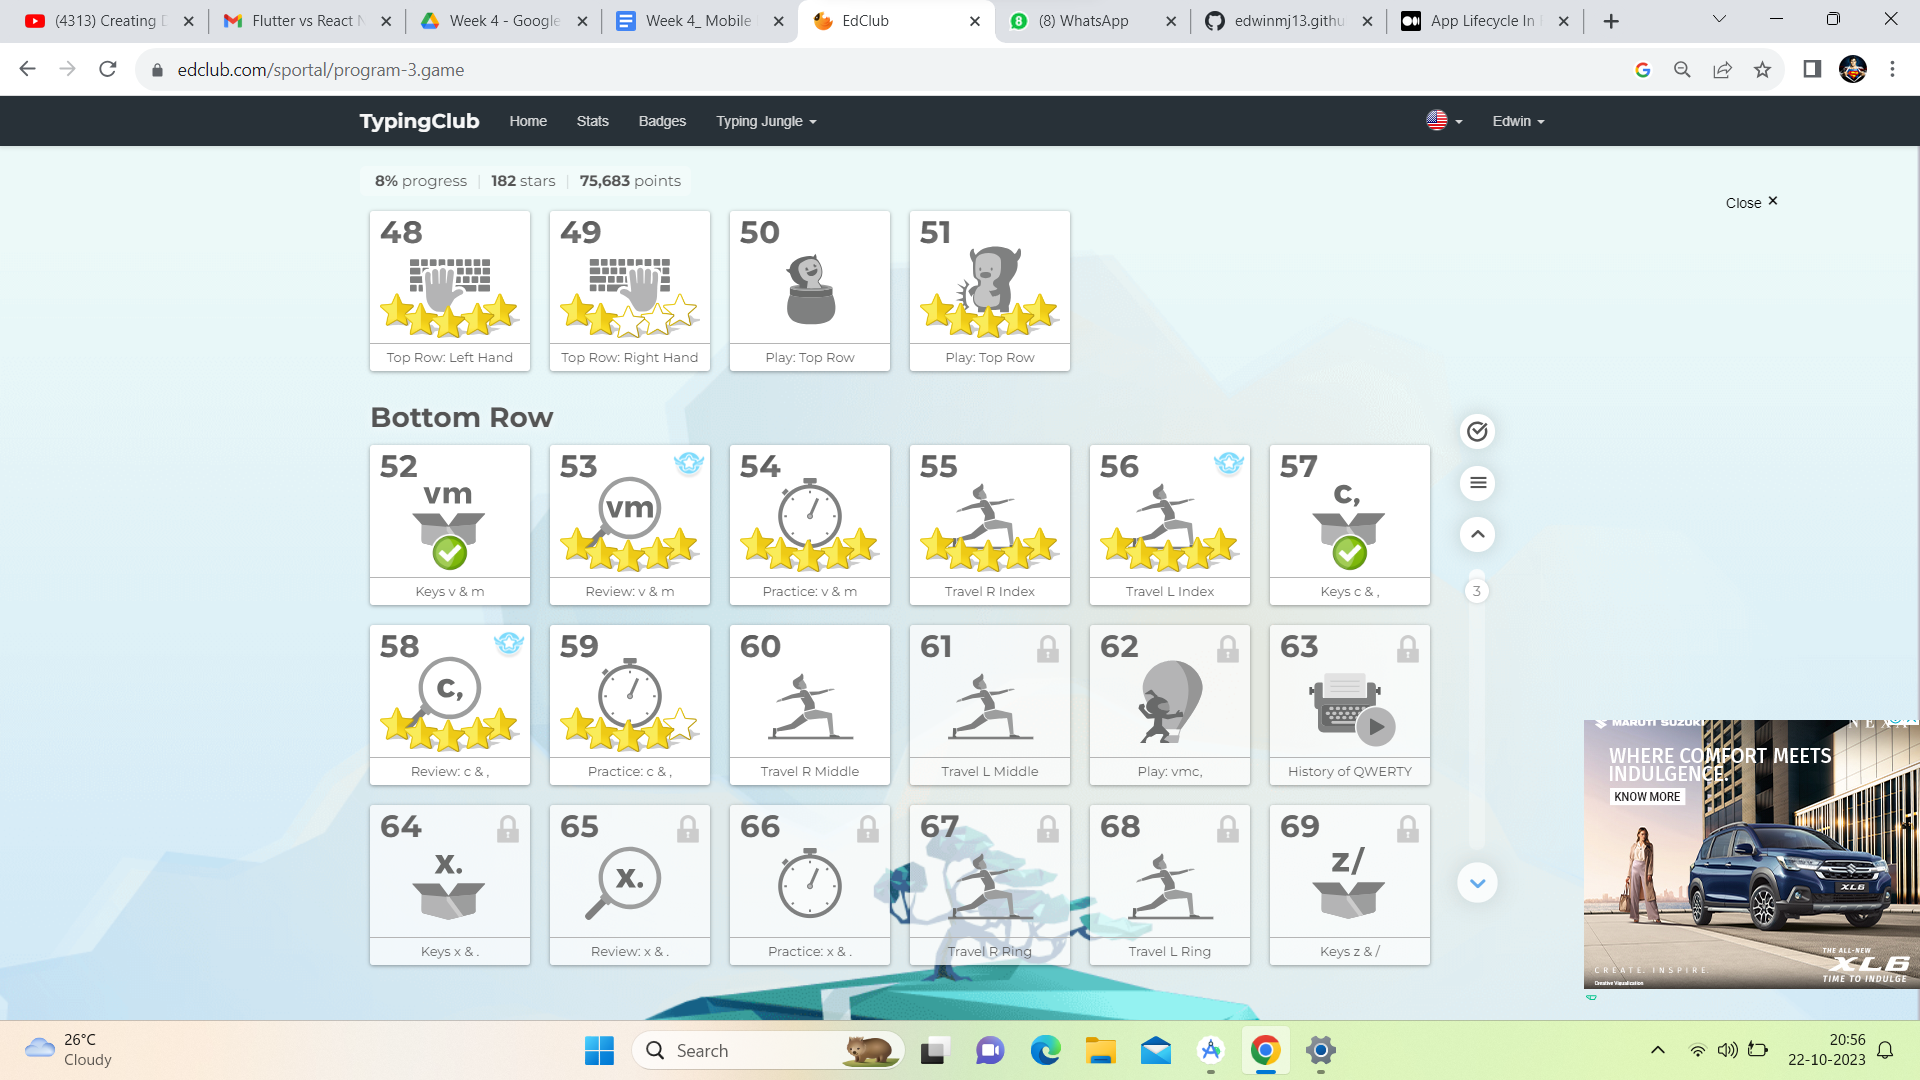 (4313) Creating D
Flutter vs React N
Week 4 - Google
Week 4_ Mobile
EdClub
(8) WhatsApp
edwinmj13.githu
App Lifecycle In
edclub.com/sportal/program-3.game
TypingClub
Home
Stats
Badges
Typing Jungle
Edwin
8% progress
182 stars
75,683 points
Close ×
48
Top Row: Left Hand
49
Top Row: Right Hand
50
Play: Top Row
51
Play: Top Row
Bottom Row
52
vm
Keys v & m
53
vm
Review: v & m
54
Practice: v & m
55
Travel R Index
56
Travel L Index
57
c,
Keys c & ,
3
58
c,
Review: c & ,
59
Practice: c & ,
60
Travel R Middle
61
Travel L Middle
62
Play: vmc,
63
History of QWERTY
64
x.
Keys x & .
65
x.
Review: x & .
66
Practice: x & .
67
Travel R Ring
68
Travel L Ring
69
z/
Keys z & /
MARUTI SUZUKI
NEXA
WHERE COMFORT MEETS
INDULGENCE.
KNOW MORE
XL6
CREATE. INSPIRE.
Creative Visualization
THE ALL-NEW
XL6
TIME TO INDULGE
26°C
Cloudy
Search
20:56
22-10-2023